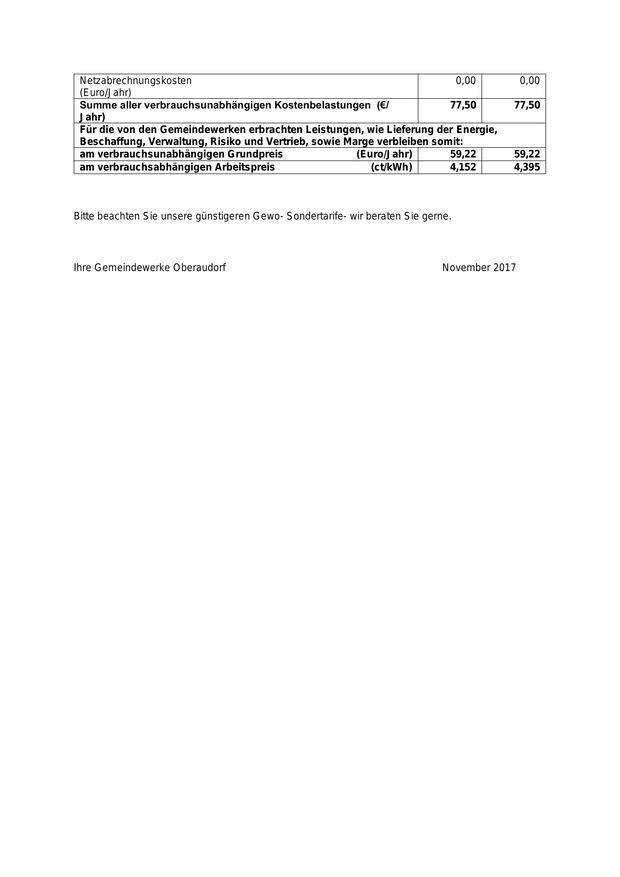 Netzabrechnungskosten 0,00 0,00
(Euro/Jahr)
Summe aller verbrauchsunabhängigen Kostenbelastungen (€/ 77,50 77,50
Jahr)
Für die von den Gemeindewerken erbrachten Leistungen, wie Lieferung der Energie,
Beschaffung, Verwaltung, Risiko und Vertrieb, sowie Marge verbleiben somit:
am verbrauchsunabhängigen Grundpreis (Euro/Jahr) 59,22 59,22
am verbrauchsabhängigen Arbeitspreis (ct/kWh) 4,152 4,395
Bitte beachten Sie unsere günstigeren Gewo- Sondertarife- wir beraten Sie gerne.
Ihre Gemeindewerke Oberaudorf November 2017